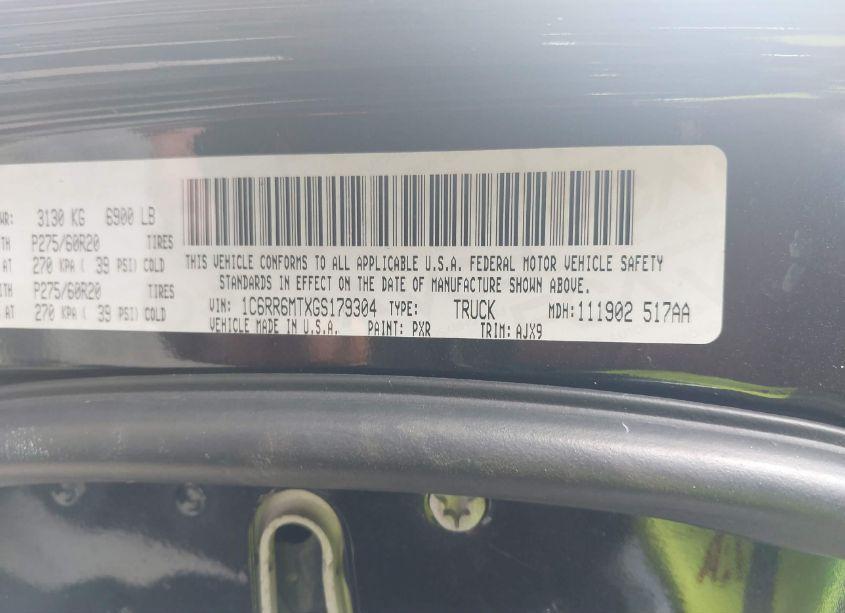 WR: 3130 KG 6900 LB
TH P275/60R20 TIRES
AT 270 KPA ( 39 PSI) COLD
ITH P275/60R20 TIRES
AT 270 KPA ( 39 PSI) COLD
THIS VEHICLE CONFORMS TO ALL APPLICABLE U.S.A. FEDERAL MOTOR VEHICLE SAFETY
STANDARDS IN EFFECT ON THE DATE OF MANUFACTURE SHOWN ABOVE.
VIN: 1C6RR6MTXGS179304 TYPE: TRUCK MDH: 111902 517AA
VEHICLE MADE IN U.S.A. PAINT: PXR TRIM: AJX9